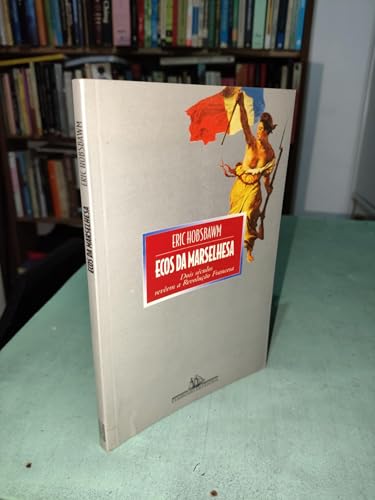 ERIC HOBSBAWM
ECOS DA MARSELHESA
Dois séculos
revêem a Revolução Francesa
ECOS DA MARSELHESA ERIC HOBSBAWM